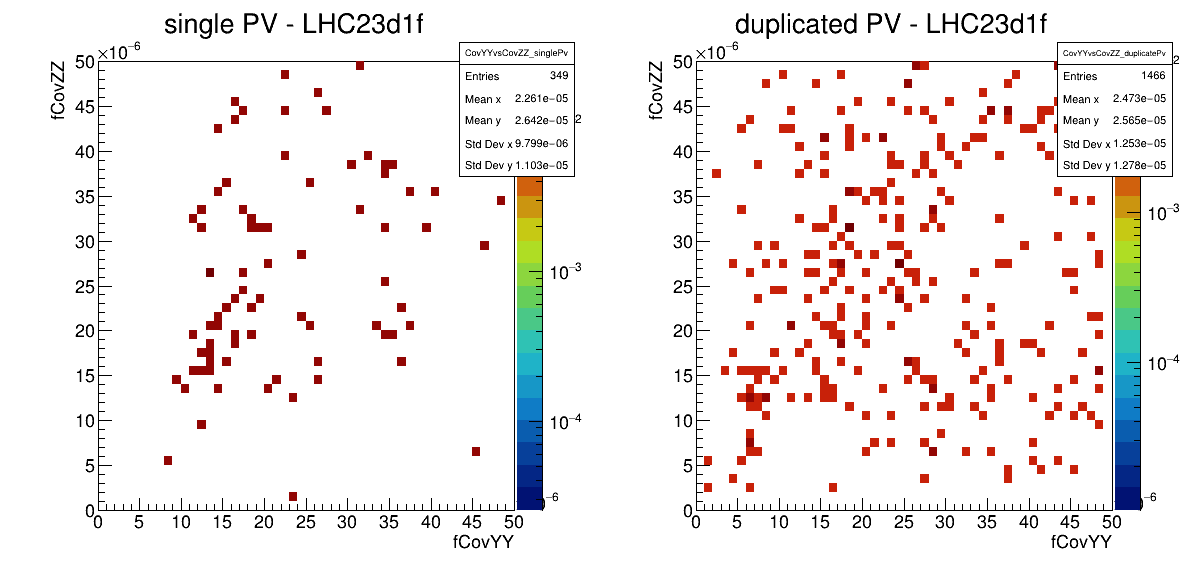 single PV - LHC23d1f
×10⁻⁶
fCovZZ
50
45
40
35
30
25
20
15
10
5
0
0 5 10 15 20 25 30 35 40 45 50
fCovYY
CovYYvsCovZZ_singlePv
Entries 349
Mean x 2.261e−05
Mean y 2.642e−05
Std Dev x 9.799e−06
Std Dev y 1.103e−05
2
10⁻³
10⁻⁴
⁻⁶
duplicated PV - LHC23d1f
×10⁻⁶
fCovZZ
50
45
40
35
30
25
20
15
10
5
0
0 5 10 15 20 25 30 35 40 45 50
fCovYY
CovYYvsCovZZ_duplicatePv
Entries 1466
Mean x 2.473e−05
Mean y 2.565e−05
Std Dev x 1.253e−05
Std Dev y 1.278e−05
2
10⁻³
10⁻⁴
⁻⁶